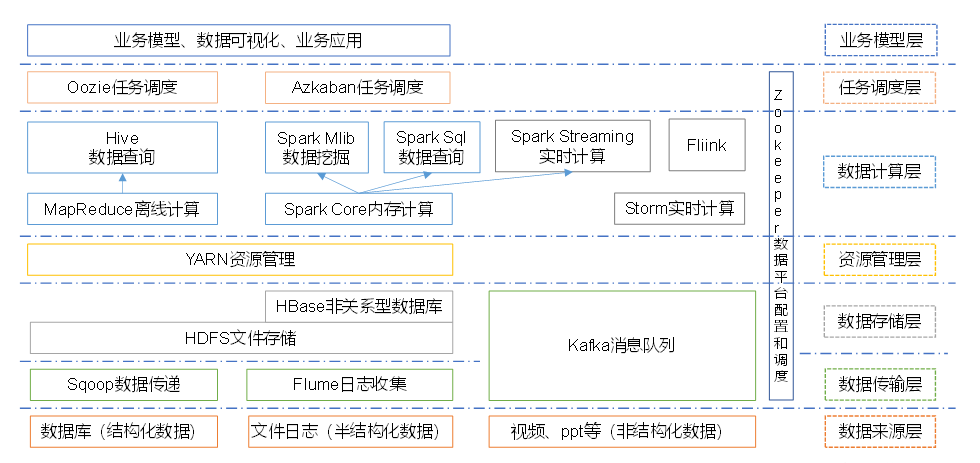 业务模型、数据可视化、业务应用
业务模型层
Oozie任务调度
Azkaban任务调度
任务调度层
Hive
数据查询
Spark Mlib
数据挖掘
Spark Sql
数据查询
Spark Streaming
实时计算
Fliink
数据计算层
MapReduce离线计算
Spark Core内存计算
Storm实时计算
Zookeeper数据平台配置和调度
YARN资源管理
资源管理层
HBase非关系型数据库
HDFS文件存储
Kafka消息队列
数据存储层
Sqoop数据传递
Flume日志收集
数据传输层
数据库（结构化数据）
文件日志（半结构化数据）
视频、ppt等（非结构化数据）
数据来源层